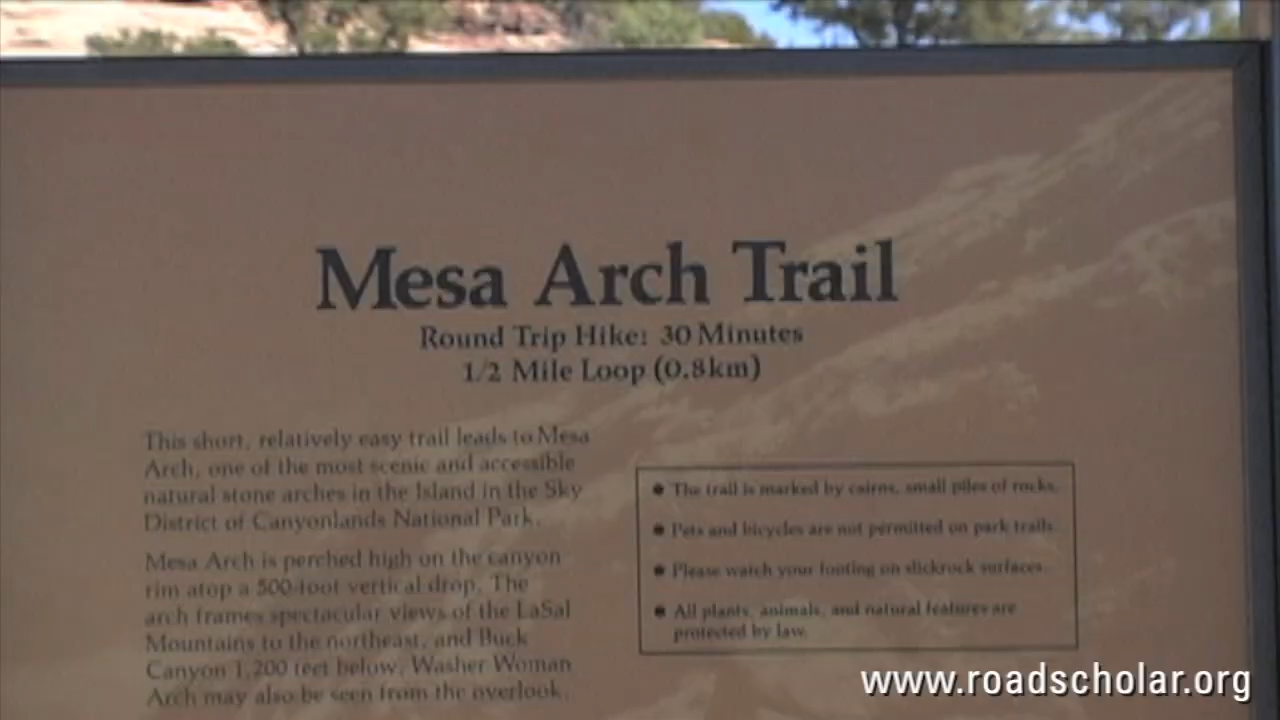 Mesa Arch Trail
Round Trip Hike: 30 Minutes
1/2 Mile Loop (0.8km)
This short, relatively easy trail leads to Mesa
Arch, one of the most scenic and accessible
natural stone arches in the Island in the Sky
District of Canyonlands National Park.
Mesa Arch is perched high on the canyon
rim atop a 500-foot vertical drop. The
arch frames spectacular views of the LaSal
Mountains to the northeast, and Buck
Canyon 1,200 feet below. Washer Woman
Arch may also be seen from the overlook.
• The trail is marked by cairns, small piles of rocks.
• Pets and bicycles are not permitted on park trails.
• Please watch your footing on slickrock surfaces.
• All plants, animals, and natural features are
protected by law.
www.roadscholar.org